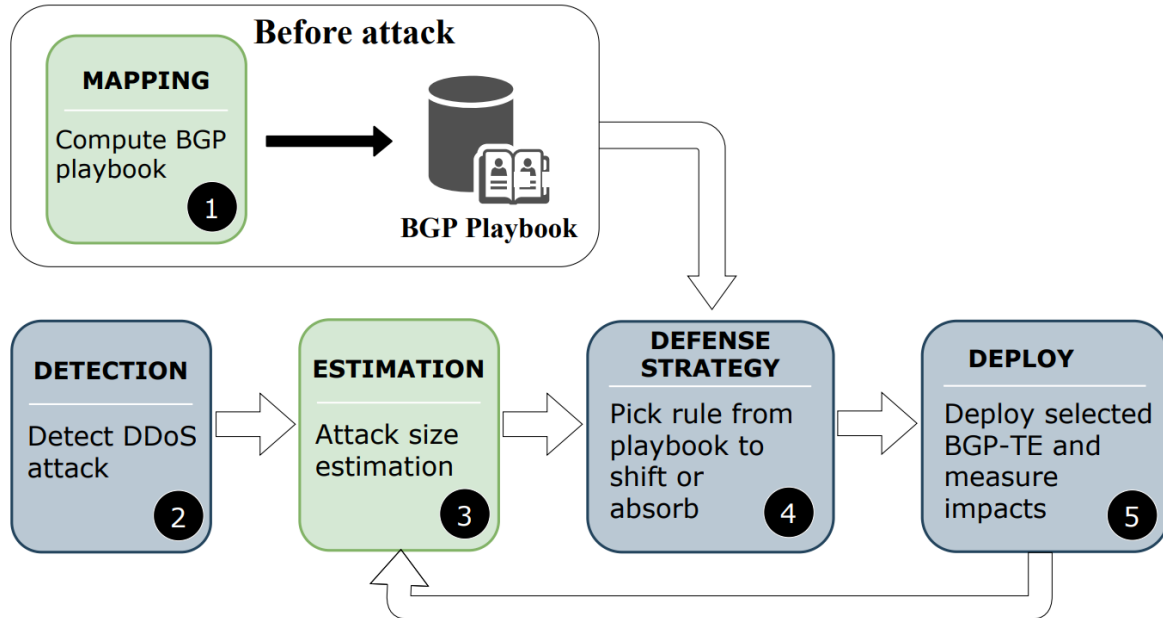 Before attack
MAPPING
Compute BGP
playbook
1
BGP Playbook
DETECTION
Detect DDoS
attack
2
ESTIMATION
Attack size
estimation
3
DEFENSE
STRATEGY
Pick rule from
playbook to
shift or
absorb
4
DEPLOY
Deploy selected
BGP-TE and
measure
impacts
5